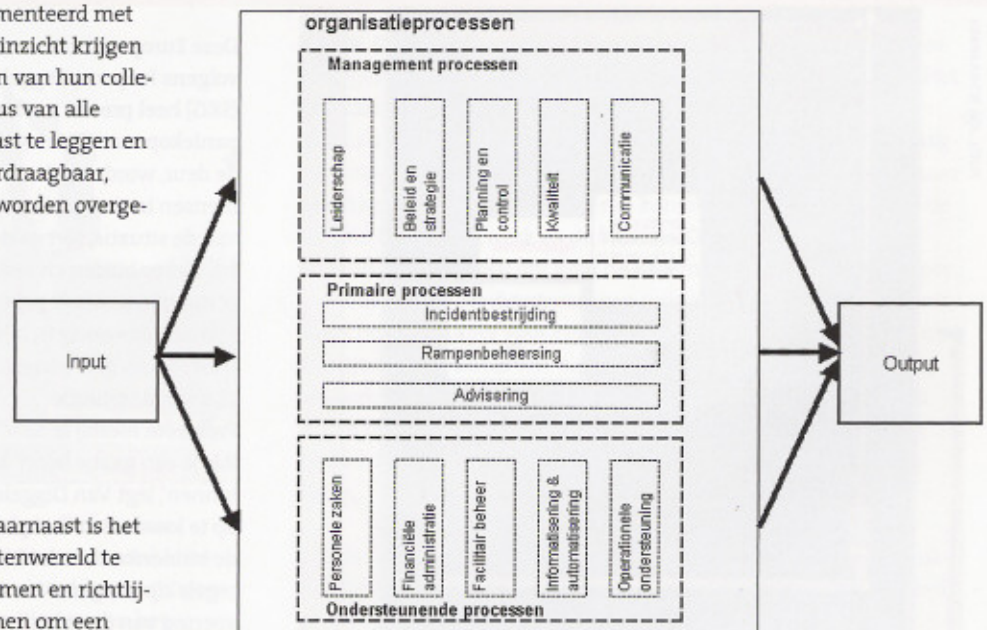 menteerd met
inzicht krijgen
n van hun colle-
us van alle
ast te leggen en
rdraagbaar,
worden overge-
aarnaast is het
tenwereld te
men en richtlij-
nen om een
Input
organisatieprocessen
Management processen
Leiderschap
Beleid en
strategie
Planning en
control
Kwaliteit
Communicatie
Primaire processen
Incidentbestrijding
Rampenbeheersing
Advisering
Personele zaken
Financiële
administratie
Facilitair beheer
Informatisering &
automatisering
Operationele
ondersteuning
Ondersteunende processen
Output